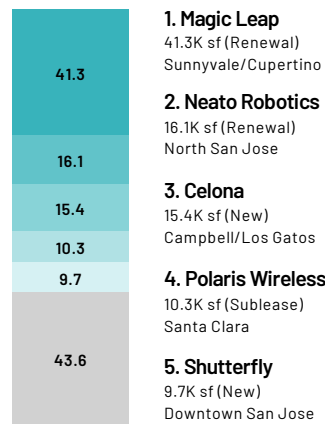 41.3
16.1
15.4
10.3
9.7
43.6
1. Magic Leap
41.3K sf (Renewal)
Sunnyvale/Cupertino
2. Neato Robotics
16.1K sf (Renewal)
North San Jose
3. Celona
15.4K sf (New)
Campbell/Los Gatos
4. Polaris Wireless
10.3K sf (Sublease)
Santa Clara
5. Shutterfly
9.7K sf (New)
Downtown San Jose